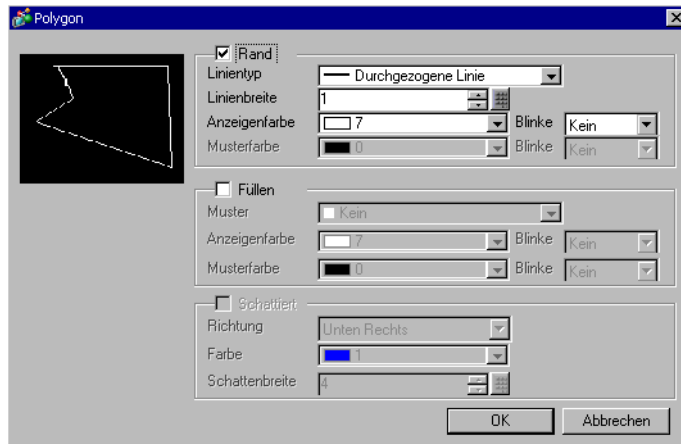 Polygon
Rand
Linientyp Durchgezogene Linie
Linienbreite 1
Anzeigenfarbe 7 Blinke Kein
Musterfarbe 0 Blinke Kein
Füllen
Muster Kein
Anzeigenfarbe 7 Blinke Kein
Musterfarbe 0 Blinke Kein
Schattiert
Richtung Unten Rechts
Farbe 1
Schattenbreite 4
OK Abbrechen